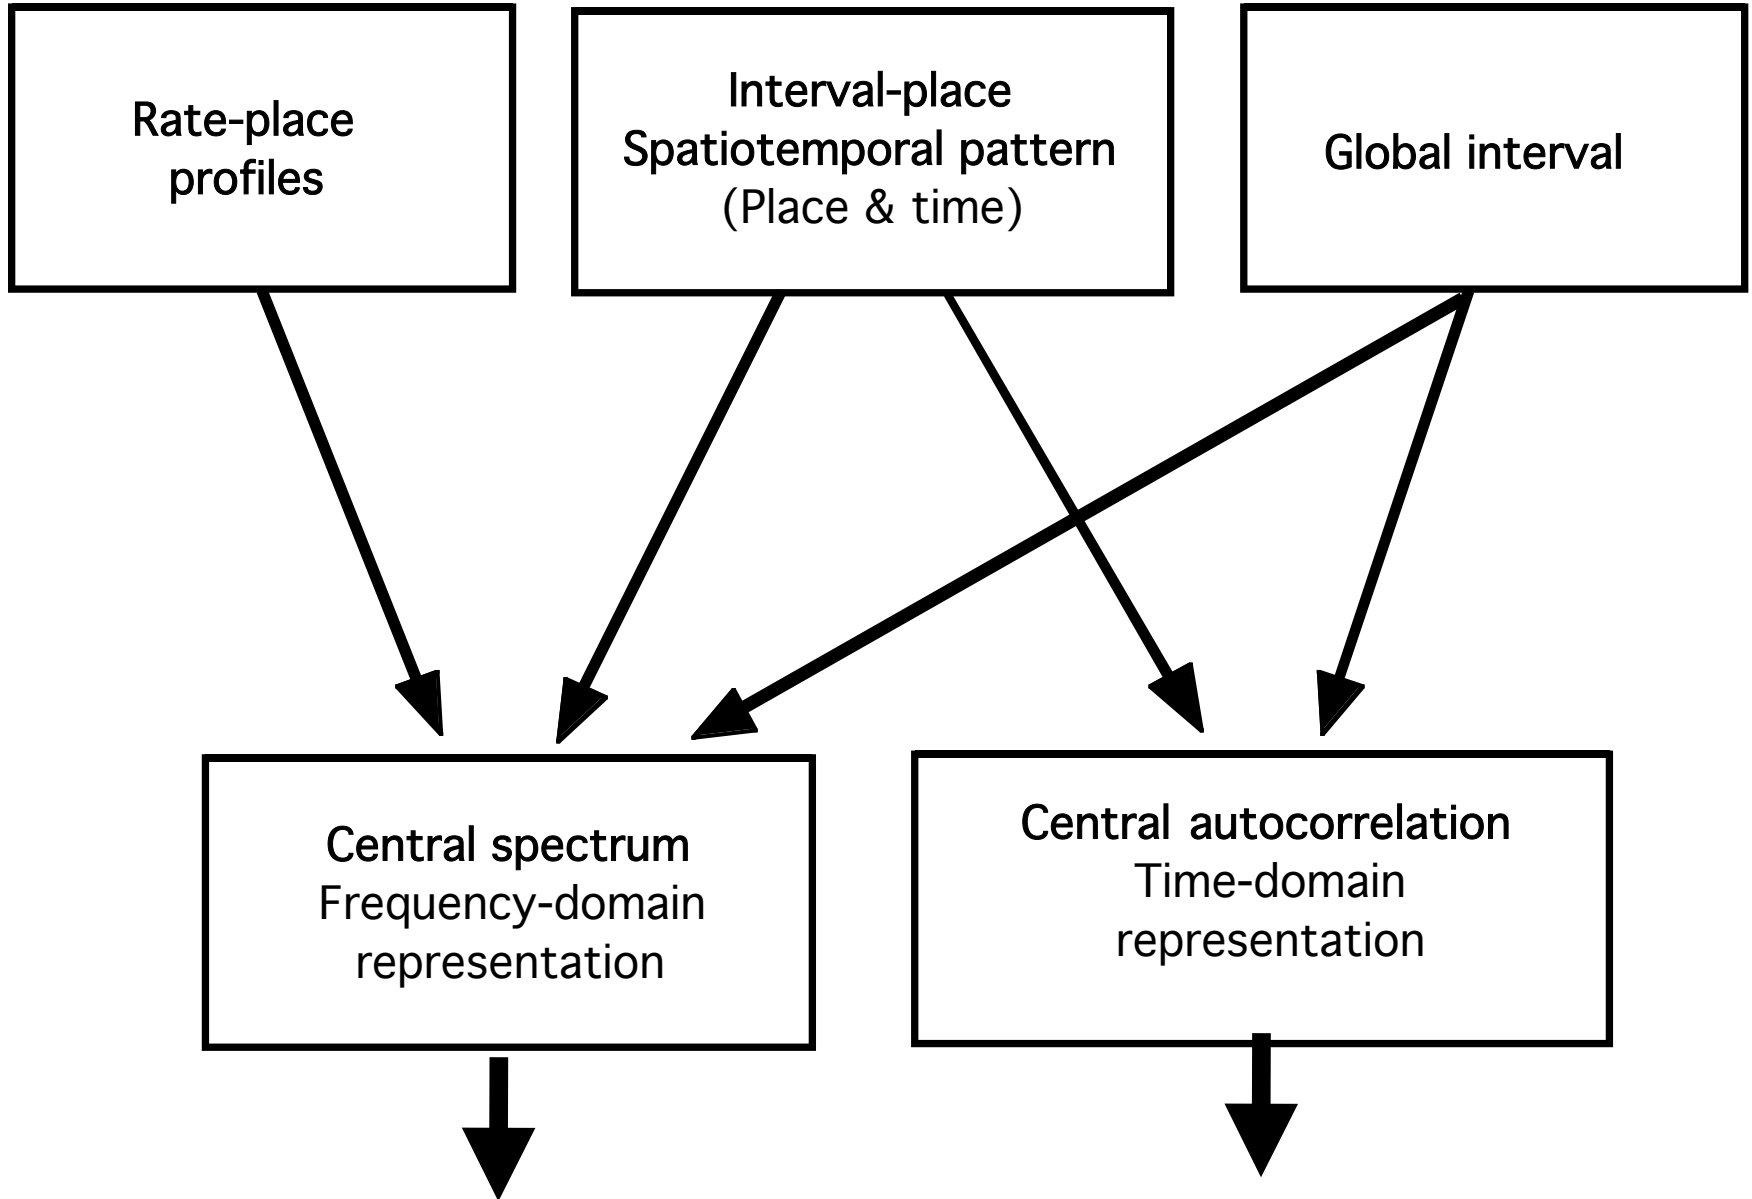 Rate-place
profiles
Interval-place
Spatiotemporal pattern
(Place & time)
Global interval
Central spectrum
Frequency-domain
representation
Central autocorrelation
Time-domain
representation